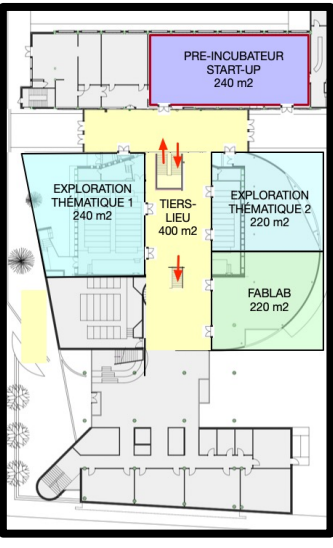 PRE-INCUBATEUR
START-UP
240 m2
EXPLORATION
THÉMATIQUE 1
240 m2
TIERS-
LIEU
400 m2
EXPLORATION
THÉMATIQUE 2
220 m2
FABLAB
220 m2